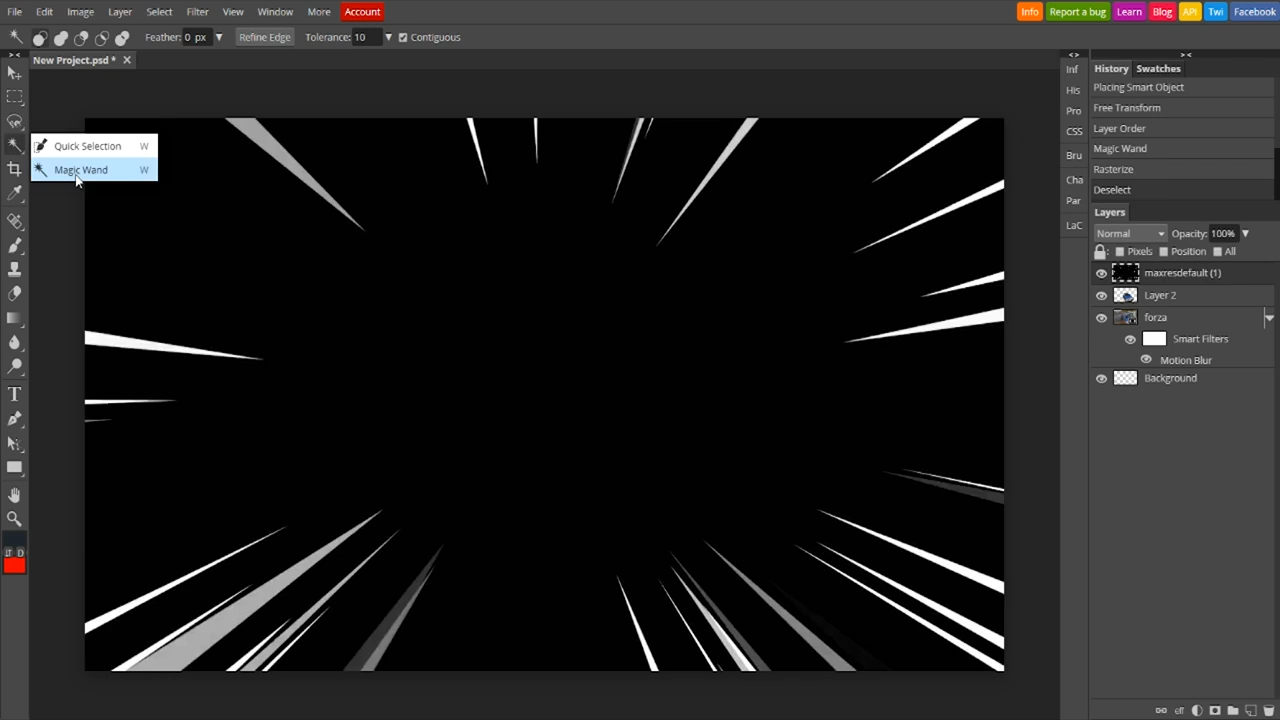 File Edit Image Layer Select Filter View Window More Account Info Report a bug Learn Blog API Twi Facebook
Feather: 0 px Refine Edge Tolerance: 10 Contiguous
New Project.psd *
Quick Selection W
Magic Wand W
D
Inf
His
Pro
CSS
Bru
Cha
Par
LaC
History Swatches
Placing Smart Object
Free Transform
Layer Order
Magic Wand
Rasterize
Deselect
Layers
Normal Opacity: 100%
Pixels Position All
maxresdefault (1)
Layer 2
forza
Smart Filters
Motion Blur
Background
eff